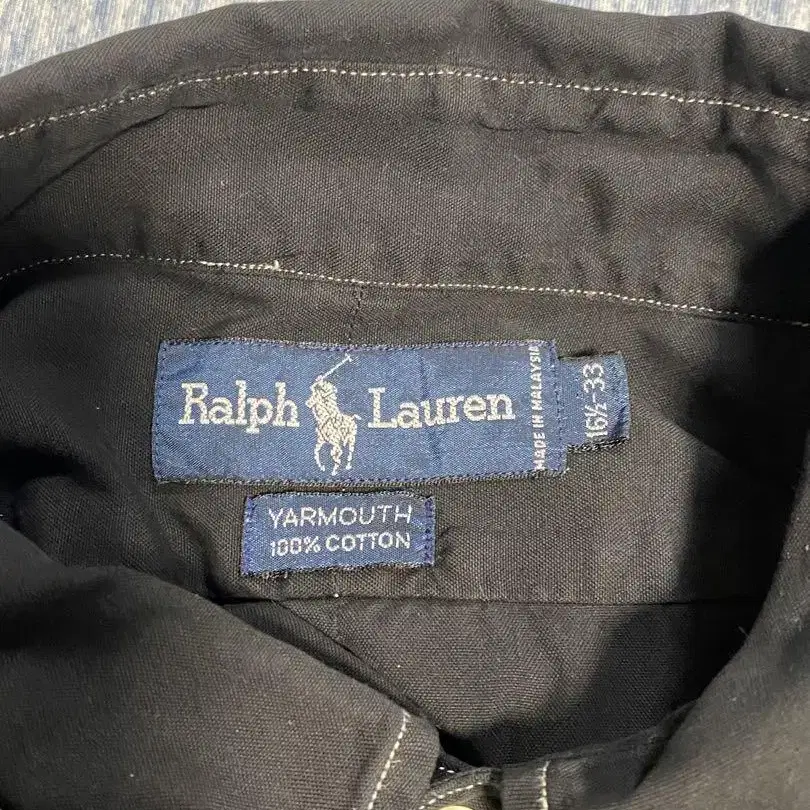 Ralph Lauren
MADE IN MALAYSIA
16½-33
YARMOUTH
100% COTTON